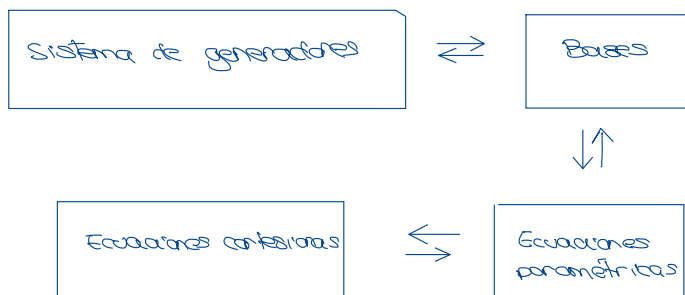 Sistema de generadores
Bases
Ecuaciones cartesianas
Ecuaciones
paramétricas